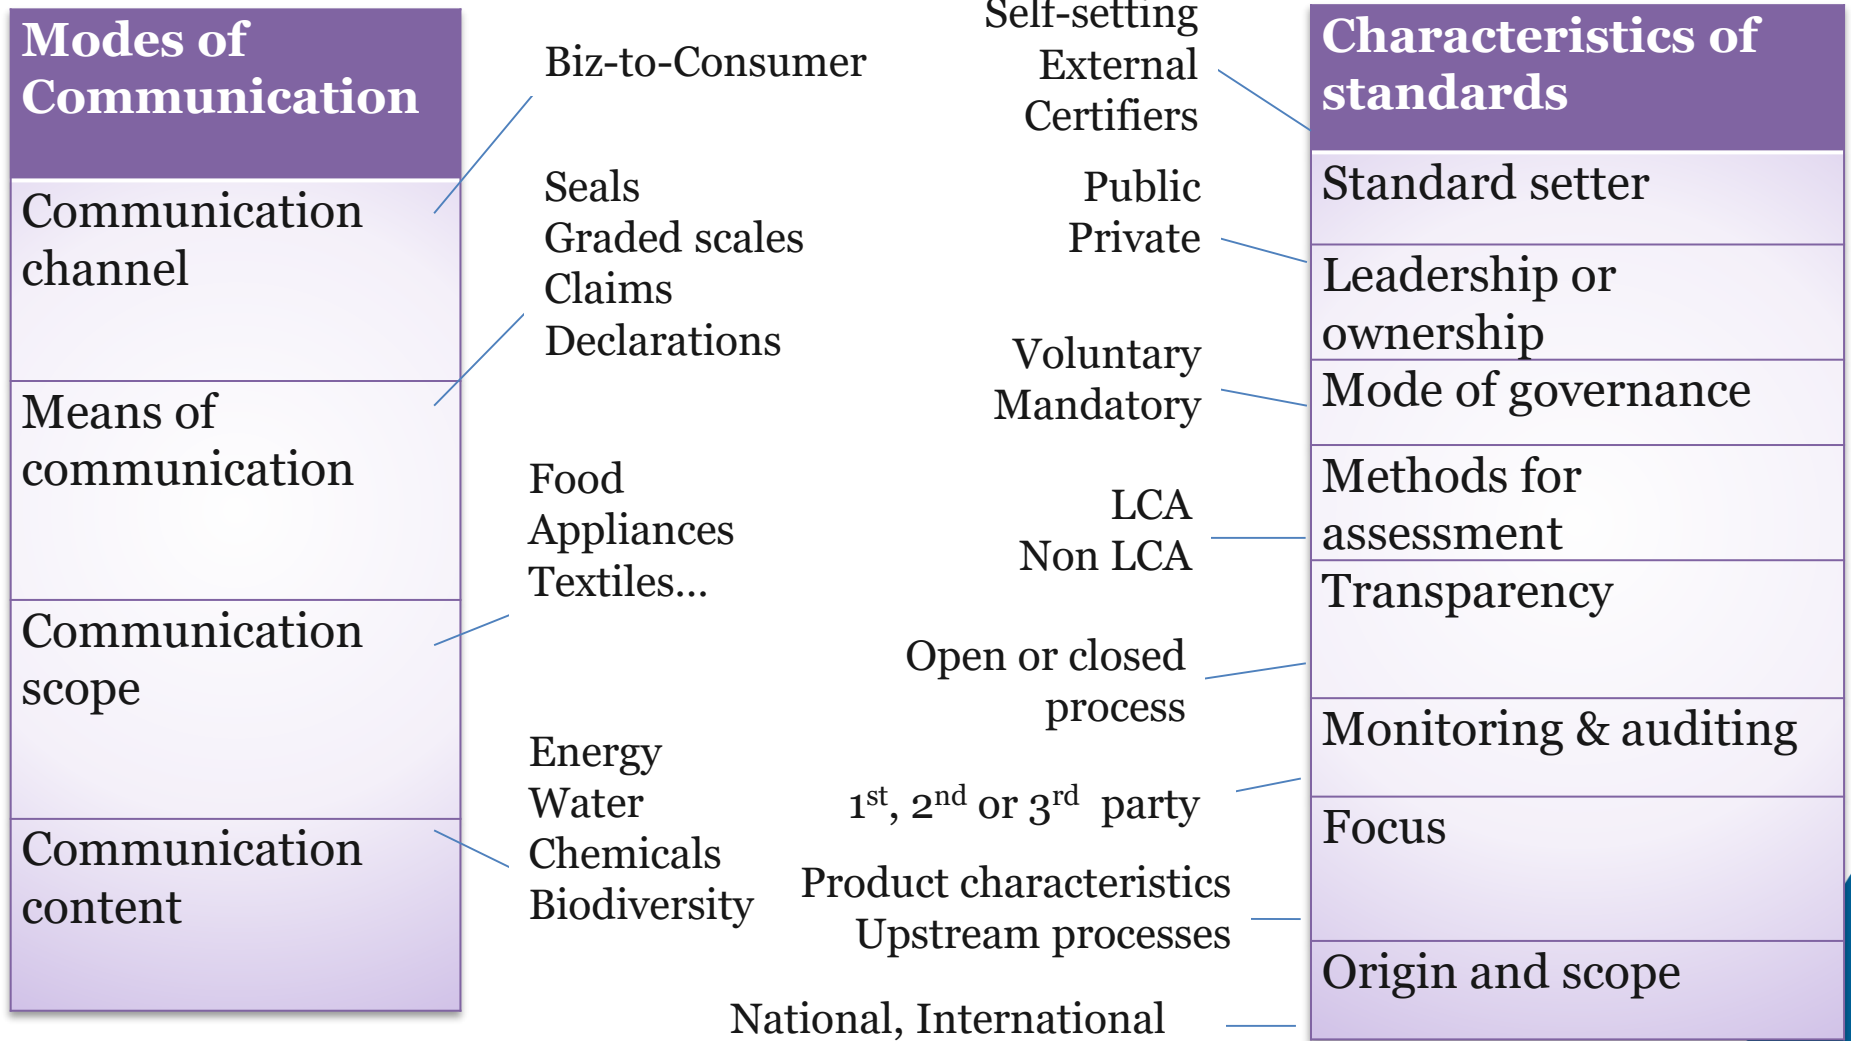 Modes of
Communication
Communication
channel
Means of
communication
Communication
scope
Communication
content
Biz-to-Consumer
Seals
Graded scales
Claims
Declarations
Food
Appliances
Textiles...
Energy
Water
Chemicals
Biodiversity
Self-setting
External
Certifiers
Public
Private
Voluntary
Mandatory
LCA
Non LCA
Open or closed
process
1st, 2nd or 3rd party
Product characteristics
Upstream processes
National, International
Characteristics of
standards
Standard setter
Leadership or
ownership
Mode of governance
Methods for
assessment
Transparency
Monitoring & auditing
Focus
Origin and scope